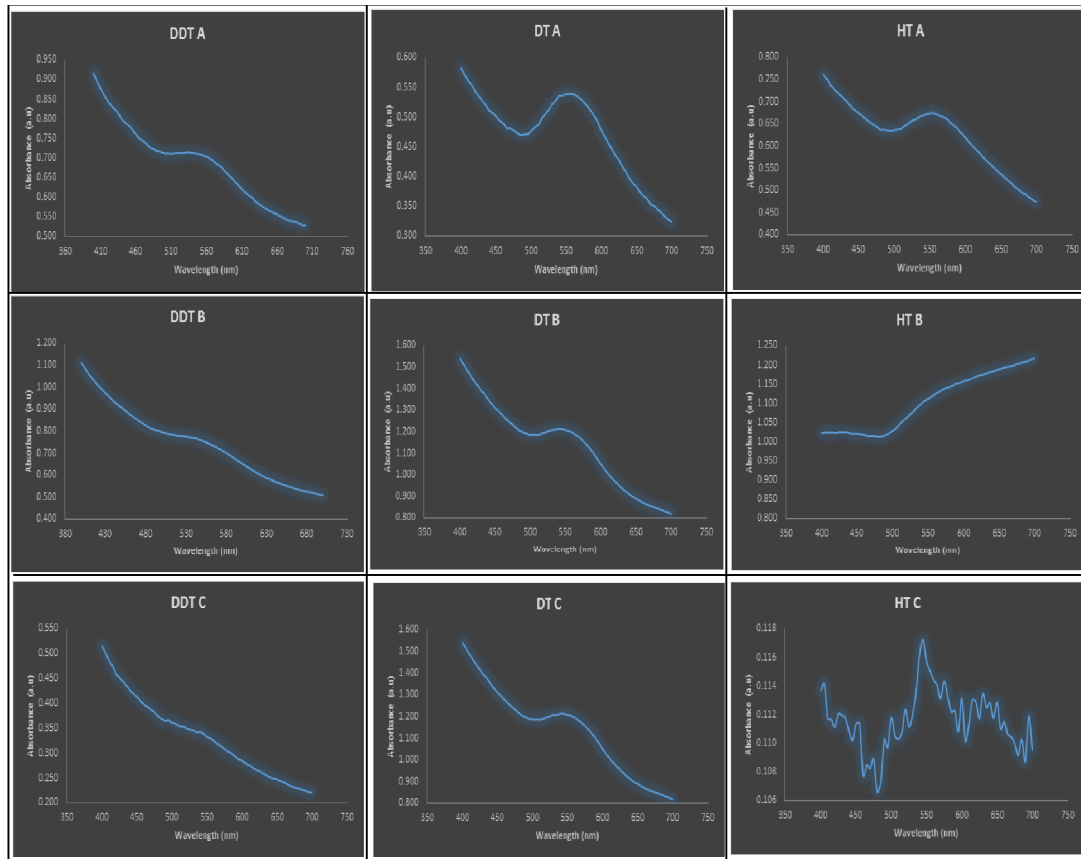 DDT A
Absorbance (a.u)
0.950
0.900
0.850
0.800
0.750
0.700
0.650
0.600
0.550
0.500
360 410 460 510 560 610 660 710 760
Wavelength (nm)
DT A
Absorbance (a.u)
0.600
0.550
0.500
0.450
0.400
0.350
0.300
350 400 450 500 550 600 650 700 750
Wavelength (nm)
HT A
Absorbance (a.u)
0.800
0.750
0.700
0.650
0.600
0.550
0.500
0.450
0.400
350 400 450 500 550 600 650 700 750
Wavelength (nm)
DDT B
Absorbance (a.u)
1.200
1.100
1.000
0.900
0.800
0.700
0.600
0.500
0.400
380 430 480 530 580 630 680 730
Wavelength (nm)
DT B
Absorbance (a.u)
1.600
1.500
1.400
1.300
1.200
1.100
1.000
0.900
0.800
350 400 450 500 550 600 650 700 750
Wavelength (nm)
HT B
Absorbance (a.u)
1.250
1.200
1.150
1.100
1.050
1.000
0.950
0.900
0.850
0.800
350 400 450 500 550 600 650 700 750
Wavelength (nm)
DDT C
Absorbance (a.u)
0.550
0.500
0.450
0.400
0.350
0.300
0.250
0.200
350 400 450 500 550 600 650 700 750
Wavelength (nm)
DT C
Absorbance (a.u)
1.600
1.500
1.400
1.300
1.200
1.100
1.000
0.900
0.800
350 400 450 500 550 600 650 700 750
Wavelength (nm)
HT C
Absorbance (a.u)
0.118
0.116
0.114
0.112
0.110
0.108
0.106
350 400 450 500 550 600 650 700 750
Wavelength (nm)